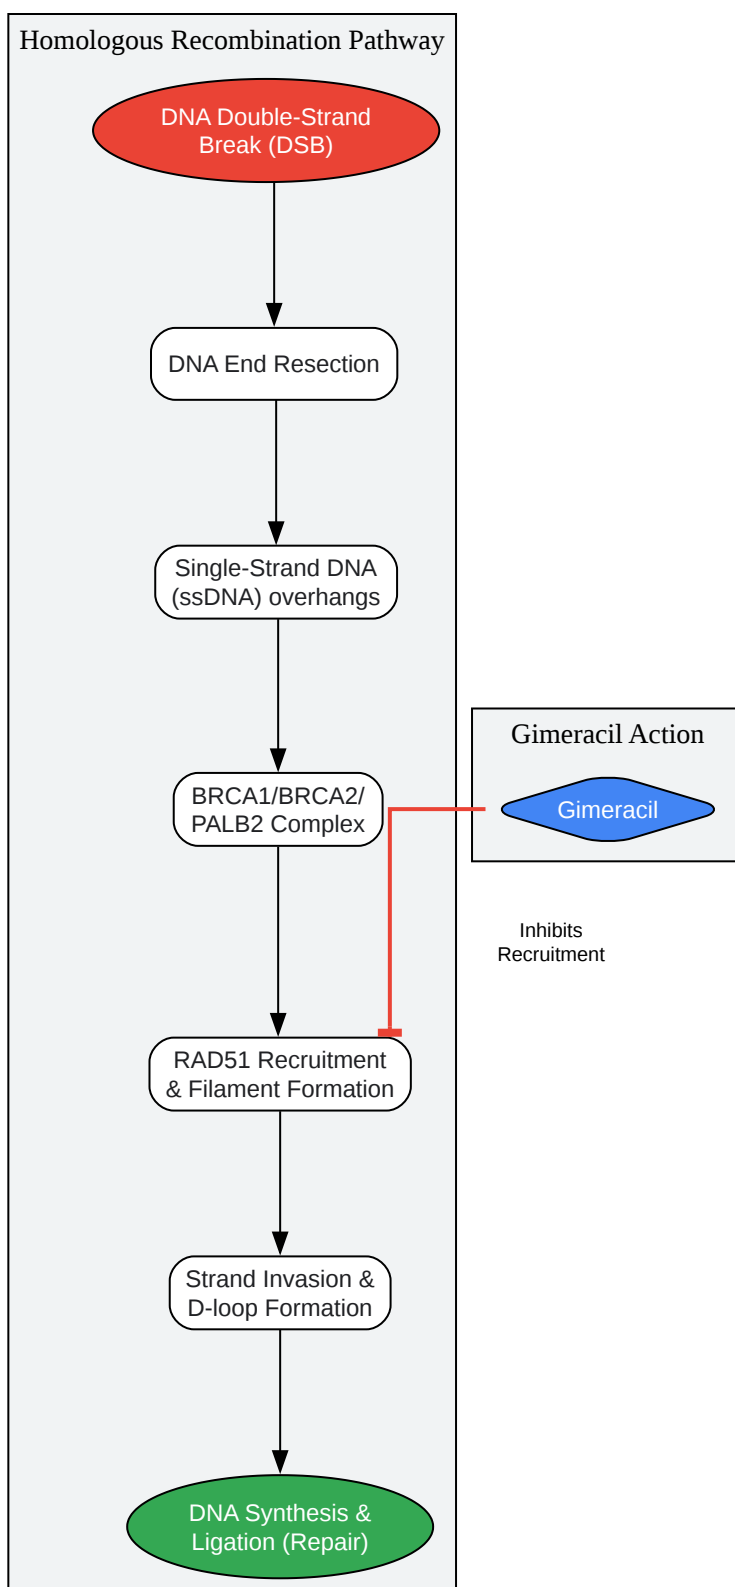 Homologous Recombination Pathway
DNA Double-Strand
Break (DSB)
DNA End Resection
Single-Strand DNA
(ssDNA) overhangs
BRCA1/BRCA2/
PALB2 Complex
Gimeracil Action
Gimeracil
Inhibits
Recruitment
RAD51 Recruitment
& Filament Formation
Strand Invasion &
D-loop Formation
DNA Synthesis &
Ligation (Repair)